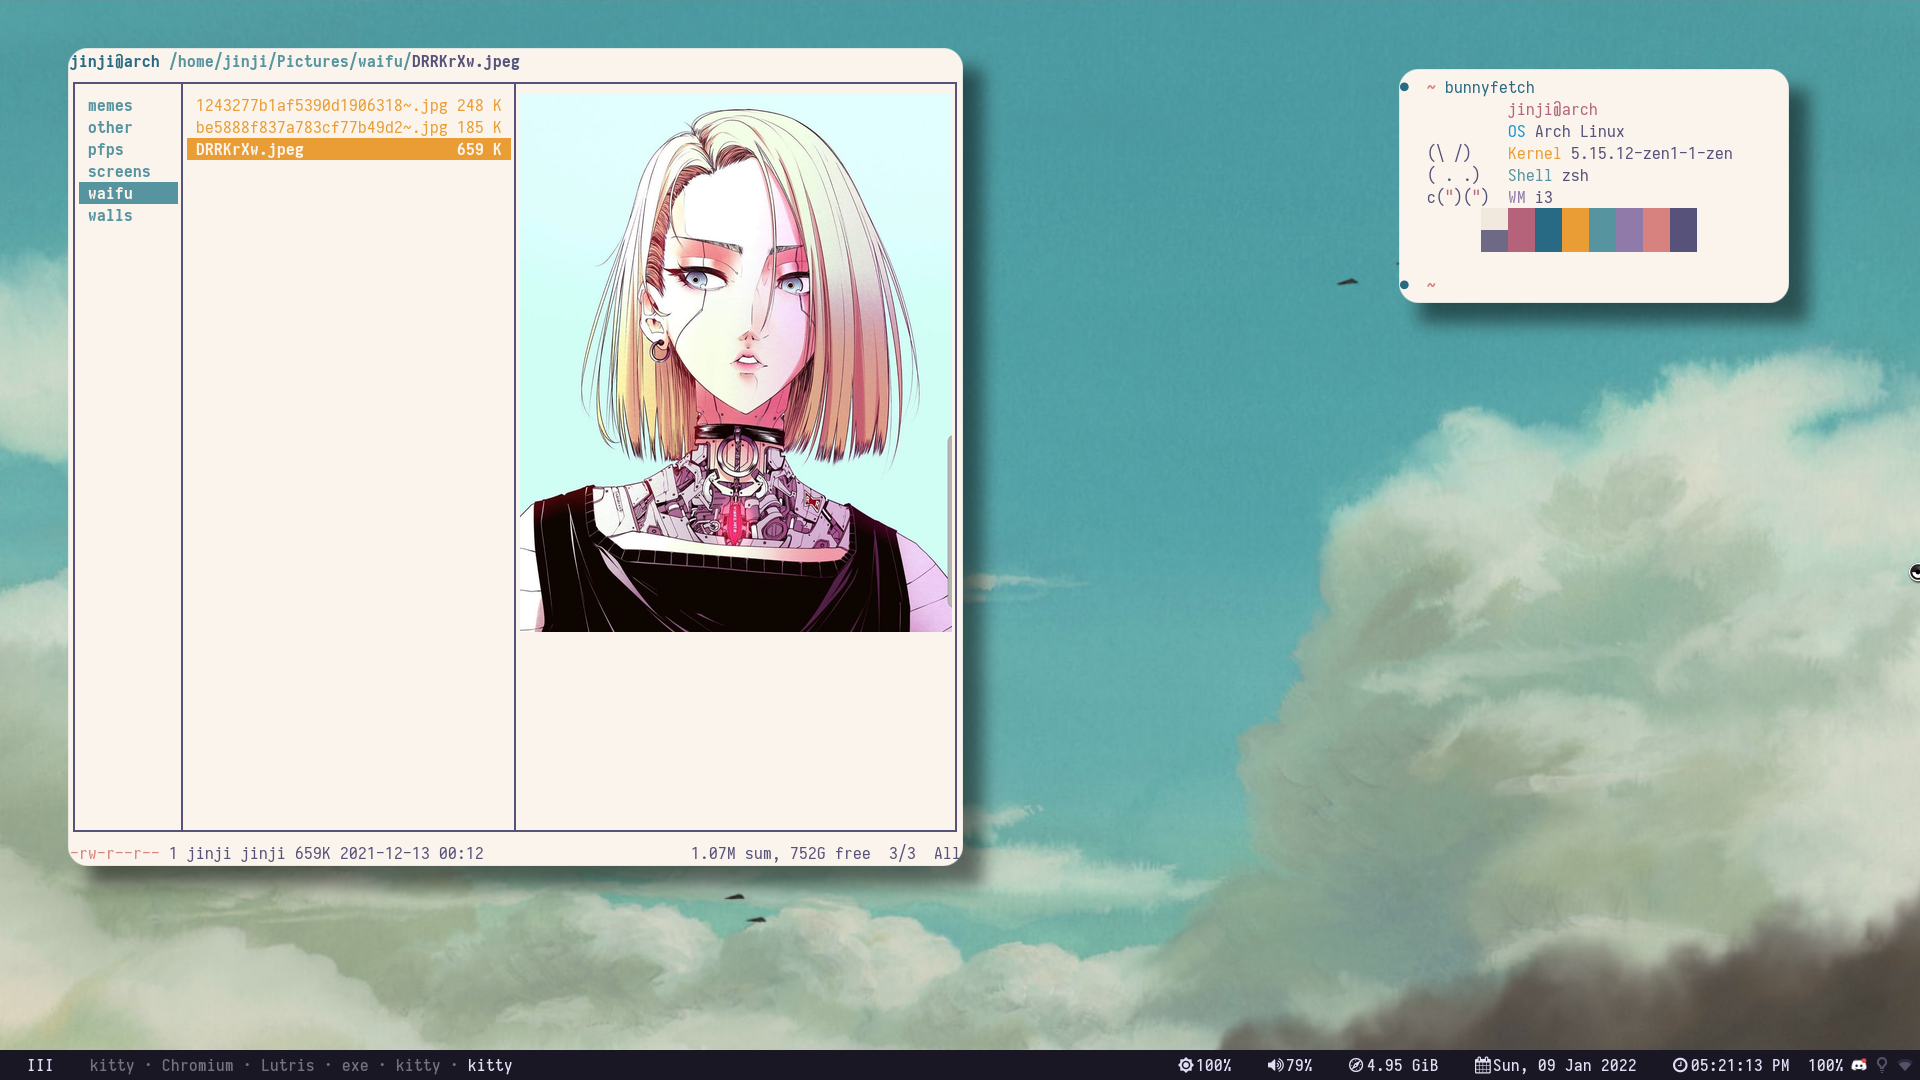 jinji@arch /home/jinji/Pictures/waifu/DRRKrXw.jpeg
memes
other
pfps
screens
waifu
walls
1243277b1af5390d1906318~.jpg 248 K
be5888f837a783cf77b49d2~.jpg 185 K
DRRKrXw.jpeg 659 K
-rw-r--r-- 1 jinji jinji 659K 2021-12-13 00:12 1.07M sum, 752G free 3/3 All
● ~ bunnyfetch
jinji@arch
OS Arch Linux
(\ /) Kernel 5.15.12-zen1-1-zen
( . .) Shell zsh
c(")(") WM i3
● ~
III kitty · Chromium · Lutris · exe · kitty · kitty 100% 79% 4.95 GiB Sun, 09 Jan 2022 05:21:13 PM 100%